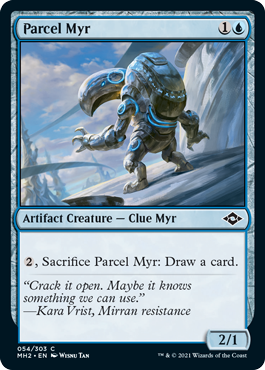 Parcel Myr 1
Artifact Creature — Clue Myr
2, Sacrifice Parcel Myr: Draw a card.
“Crack it open. Maybe it knows
something we can use.”
—Kara Vrist, Mirran resistance
2/1
054/303 C
MH2 • EN Wisnu Tan
™ & © 2021 Wizards of the Coast